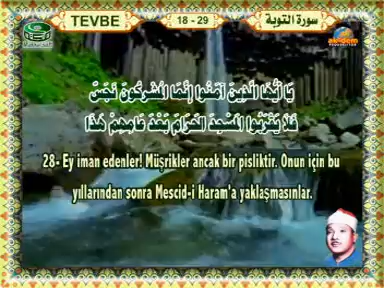 TEVBE
18 - 29
سورة التوبة
akdem
يَا أَيُّهَا الَّذِينَ آمَنُوا إِنَّمَا الْمُشْرِكُونَ نَجَسٌ
فَلَا يَقْرَبُوا الْمَسْجِدَ الْحَرَامَ بَعْدَ عَامِهِمْ هَٰذَا
28- Ey iman edenler! Müşrikler ancak bir pisliktir. Onun için bu
yıllarından sonra Mescid-i Haram'a yaklaşmasınlar.